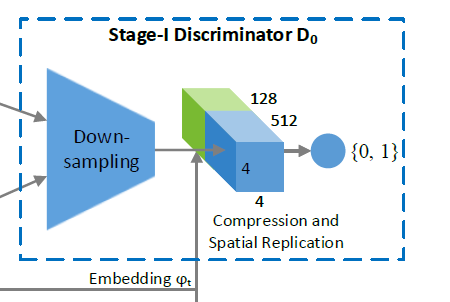 Stage-I Discriminator D₀
128
512
Down-
sampling
{0, 1}
4
4
Compression and
Spatial Replication
Embedding φₜ